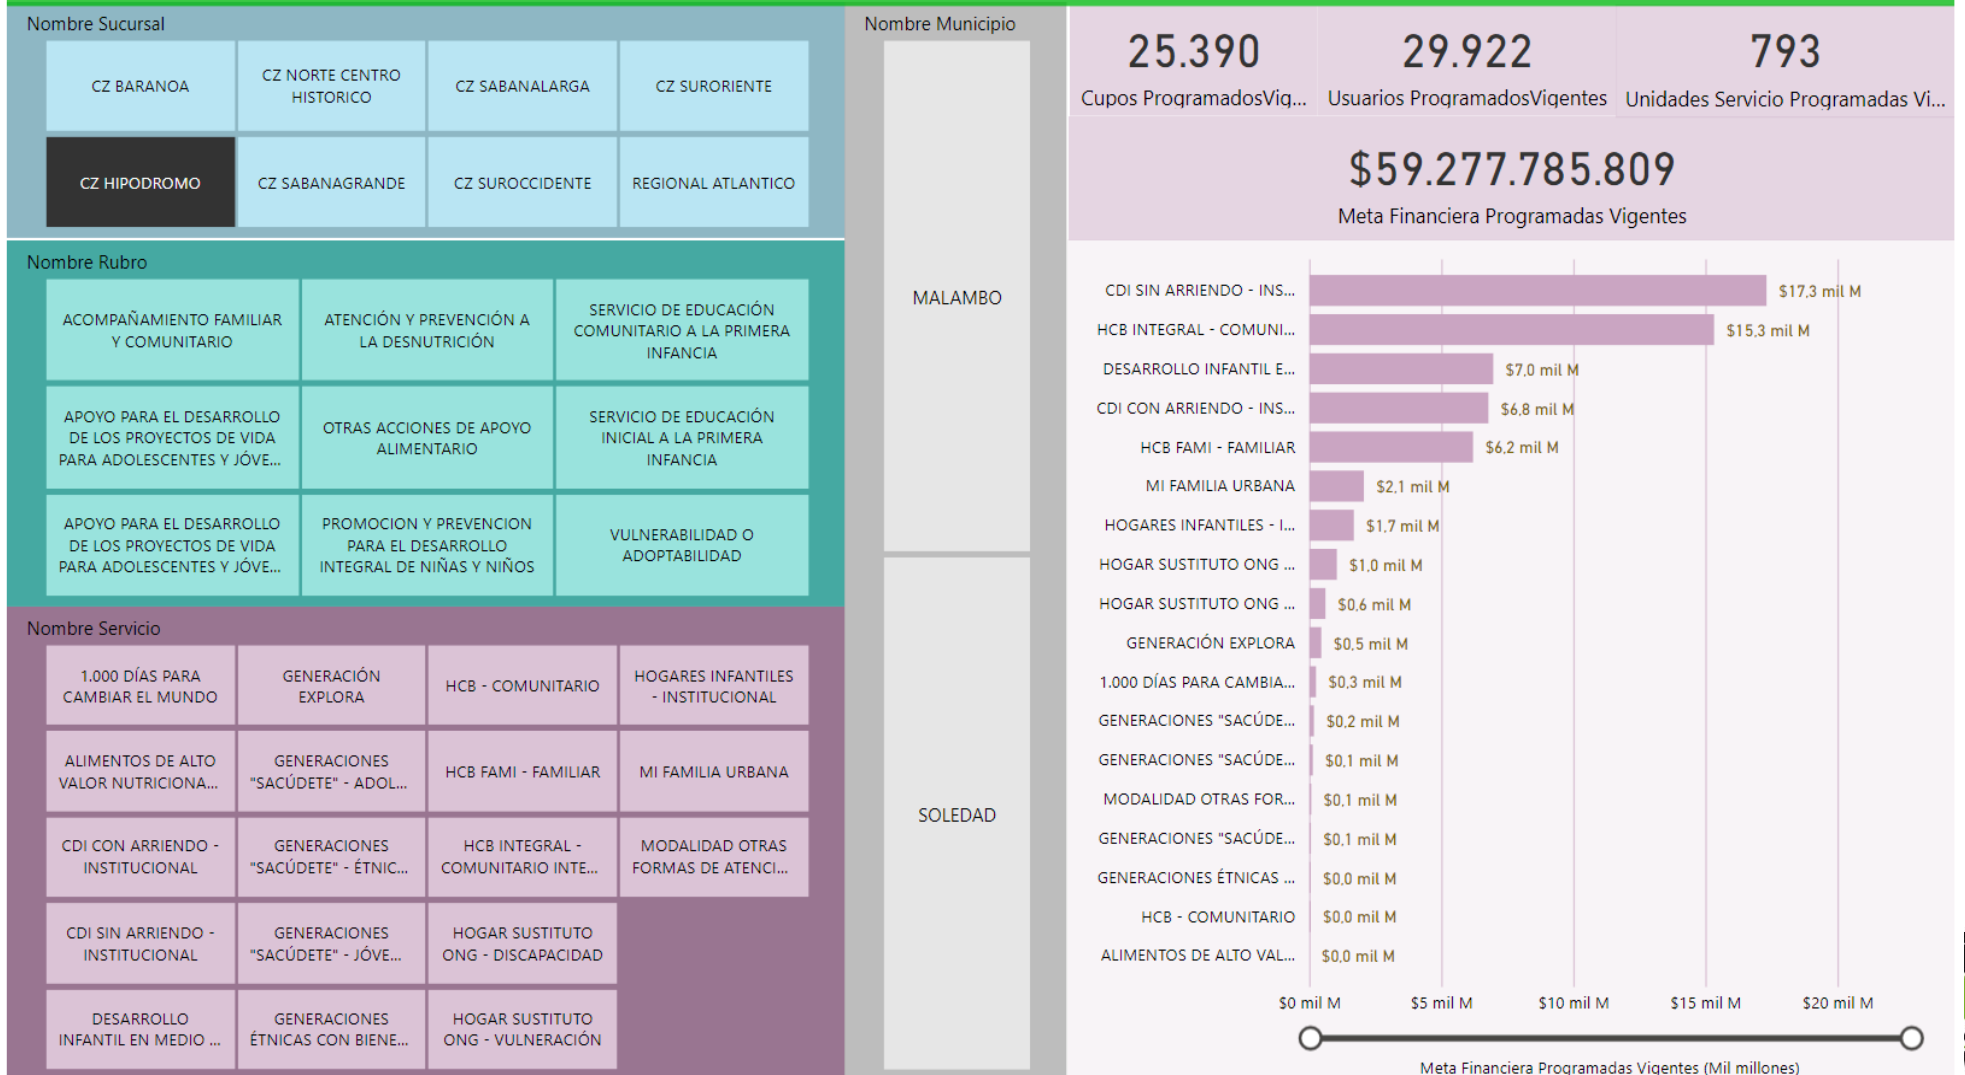 Nombre Sucursal
CZ BARANOA
CZ NORTE CENTRO
HISTORICO
CZ SABANALARGA
CZ SURORIENTE
CZ HIPODROMO
CZ SABANAGRANDE
CZ SUROCCIDENTE
REGIONAL ATLANTICO
Nombre Rubro
ACOMPAÑAMIENTO FAMILIAR
Y COMUNITARIO
ATENCIÓN Y PREVENCIÓN A
LA DESNUTRICIÓN
SERVICIO DE EDUCACIÓN
COMUNITARIO A LA PRIMERA
INFANCIA
APOYO PARA EL DESARROLLO
DE LOS PROYECTOS DE VIDA
PARA ADOLESCENTES Y JÓVE...
OTRAS ACCIONES DE APOYO
ALIMENTARIO
SERVICIO DE EDUCACIÓN
INICIAL A LA PRIMERA
INFANCIA
APOYO PARA EL DESARROLLO
DE LOS PROYECTOS DE VIDA
PARA ADOLESCENTES Y JÓVE...
PROMOCION Y PREVENCION
PARA EL DESARROLLO
INTEGRAL DE NIÑAS Y NIÑOS
VULNERABILIDAD O
ADOPTABILIDAD
Nombre Servicio
1.000 DÍAS PARA
CAMBIAR EL MUNDO
GENERACIÓN
EXPLORA
HCB - COMUNITARIO
HOGARES INFANTILES
- INSTITUCIONAL
ALIMENTOS DE ALTO
VALOR NUTRICIONA...
GENERACIONES
"SACÚDETE" - ADOL...
HCB FAMI - FAMILIAR
MI FAMILIA URBANA
CDI CON ARRIENDO -
INSTITUCIONAL
GENERACIONES
"SACÚDETE" - ÉTNIC...
HCB INTEGRAL -
COMUNITARIO INTE...
MODALIDAD OTRAS
FORMAS DE ATENCI...
CDI SIN ARRIENDO -
INSTITUCIONAL
GENERACIONES
"SACÚDETE" - JÓVE...
HOGAR SUSTITUTO
ONG - DISCAPACIDAD
DESARROLLO
INFANTIL EN MEDIO ...
GENERACIONES
ÉTNICAS CON BIENE...
HOGAR SUSTITUTO
ONG - VULNERACIÓN
Nombre Municipio
MALAMBO
SOLEDAD
25.390
Cupos ProgramadosVig...
29.922
Usuarios ProgramadosVigentes
793
Unidades Servicio Programadas Vi...
$59.277.785.809
Meta Financiera Programadas Vigentes
CDI SIN ARRIENDO - INS... $17,3 mil M
HCB INTEGRAL - COMUNI... $15,3 mil M
DESARROLLO INFANTIL E... $7,0 mil M
CDI CON ARRIENDO - INS... $6,8 mil M
HCB FAMI - FAMILIAR $6,2 mil M
MI FAMILIA URBANA $2,1 mil M
HOGARES INFANTILES - I... $1,7 mil M
HOGAR SUSTITUTO ONG ... $1,0 mil M
HOGAR SUSTITUTO ONG ... $0,6 mil M
GENERACIÓN EXPLORA $0,5 mil M
1.000 DÍAS PARA CAMBIA... $0,3 mil M
GENERACIONES "SACÚDE... $0,2 mil M
GENERACIONES "SACÚDE... $0,1 mil M
MODALIDAD OTRAS FOR... $0,1 mil M
GENERACIONES "SACÚDE... $0,1 mil M
GENERACIONES ÉTNICAS ... $0,0 mil M
HCB - COMUNITARIO $0,0 mil M
ALIMENTOS DE ALTO VAL... $0,0 mil M
$0 mil M $5 mil M $10 mil M $15 mil M $20 mil M
Meta Financiera Programadas Vigentes (Mil millones)